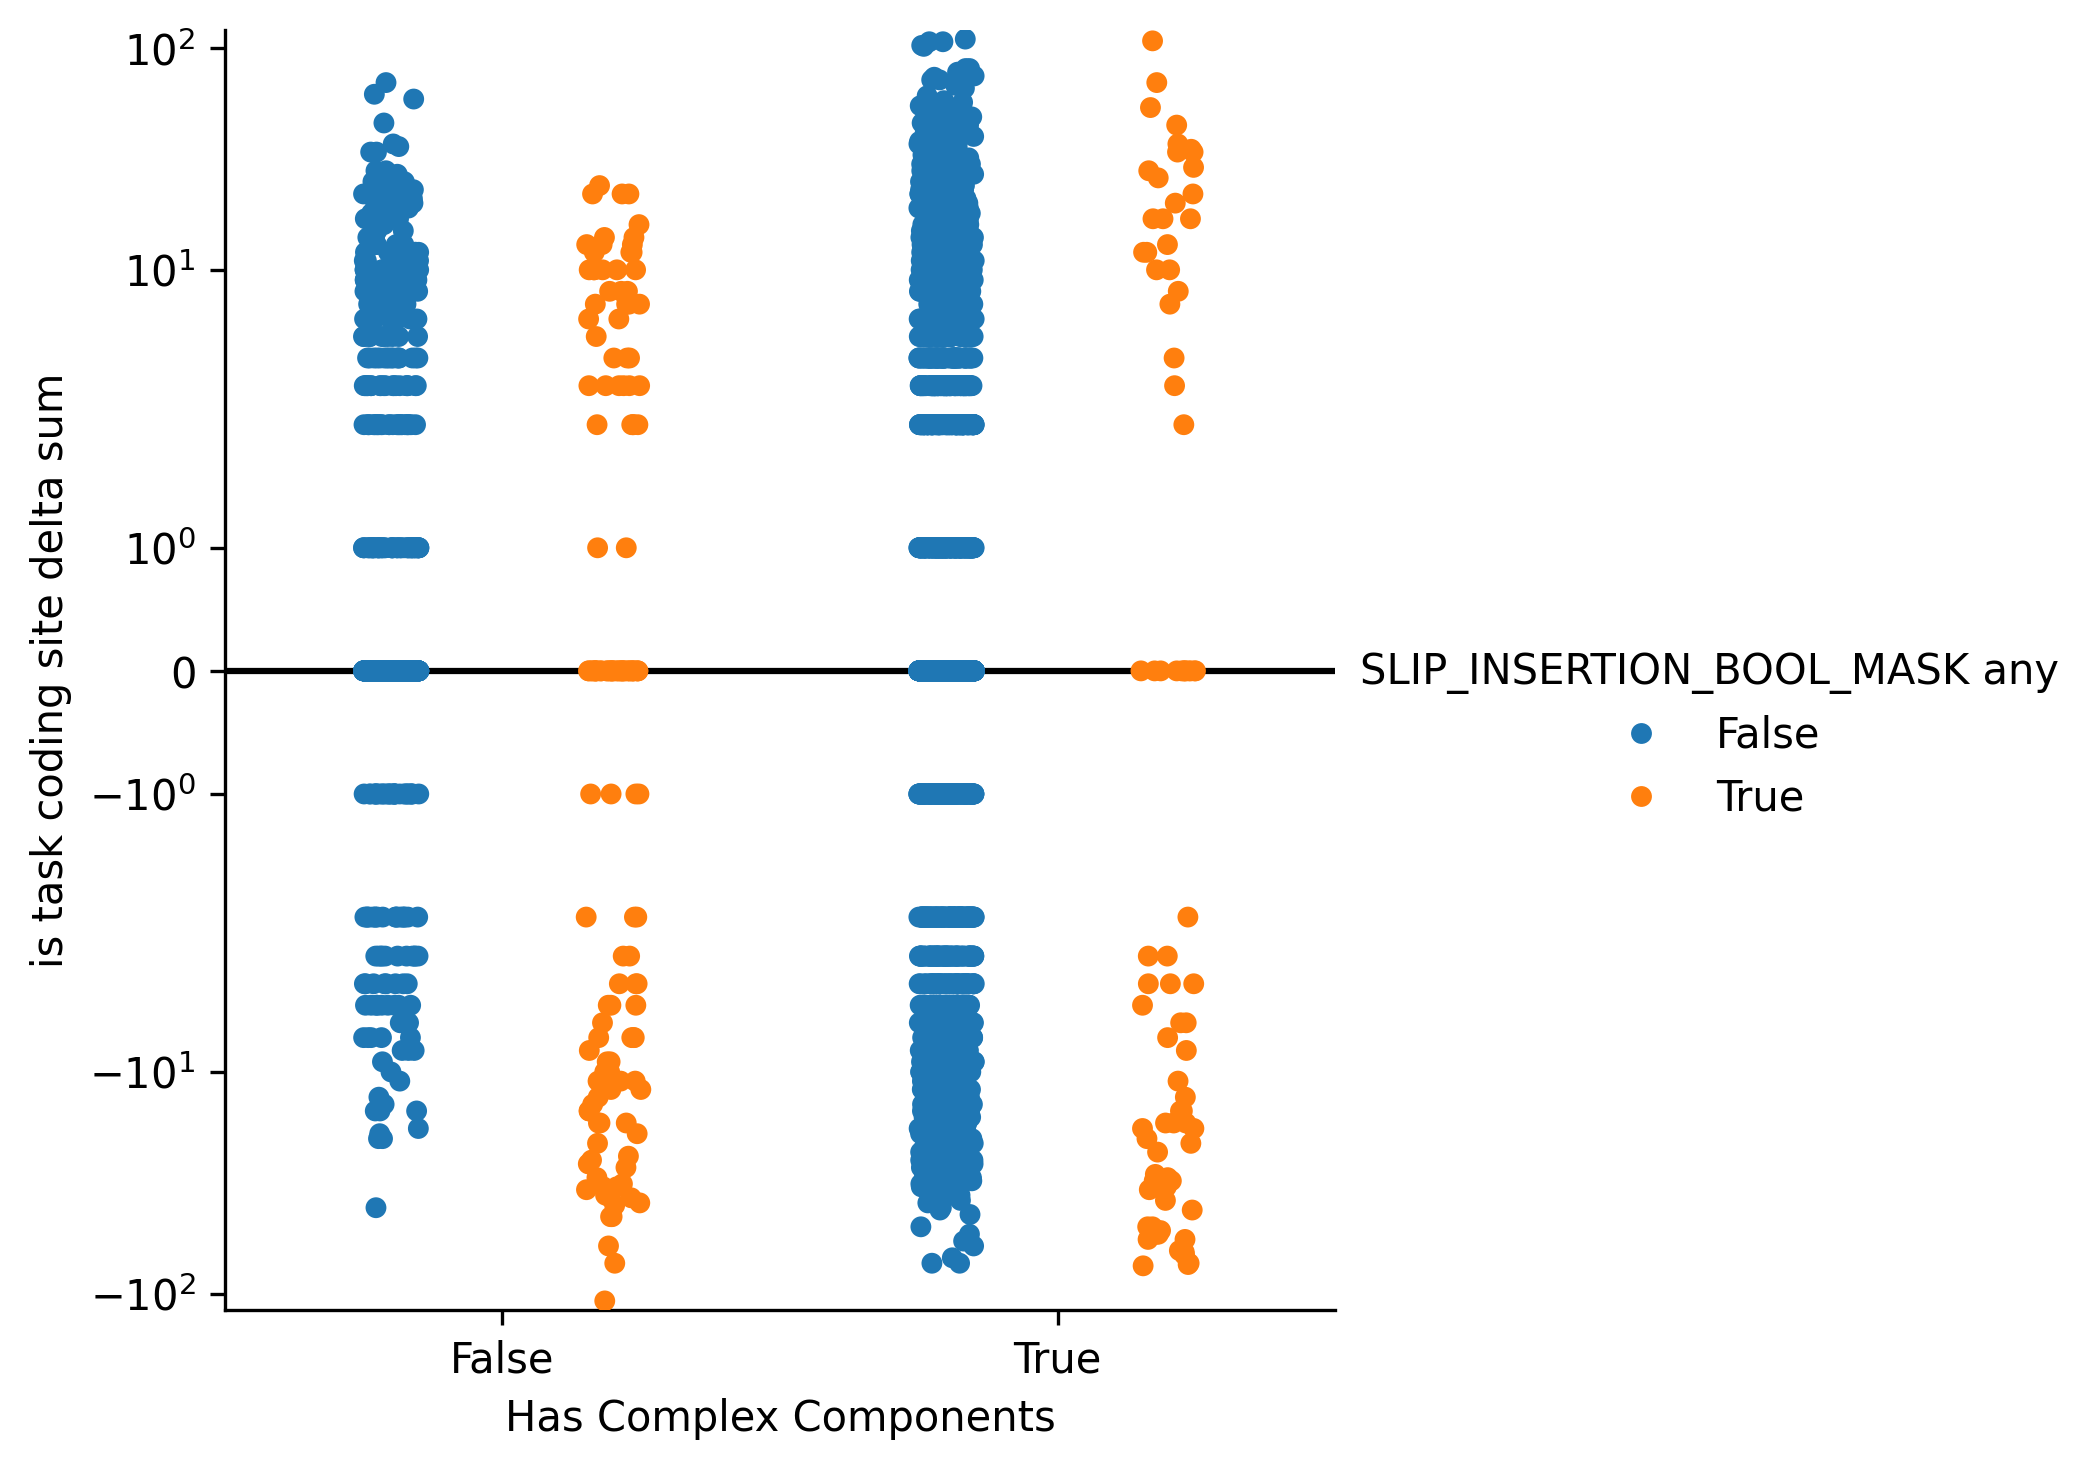 10²
10¹
10⁰
0
−10⁰
−10¹
−10²
is task coding site delta sum
False
True
Has Complex Components
SLIP_INSERTION_BOOL_MASK any
False
True